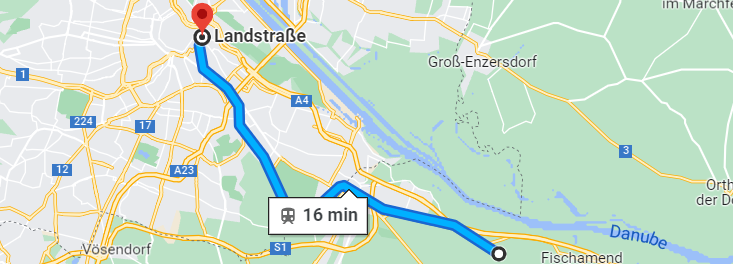 im Marchfe
Landstraße
Groß-Enzersdorf
1
A4
224
17
3
12
A23
Orth
der Do
16 min
S1
Vösendorf
Danube
Fischamend